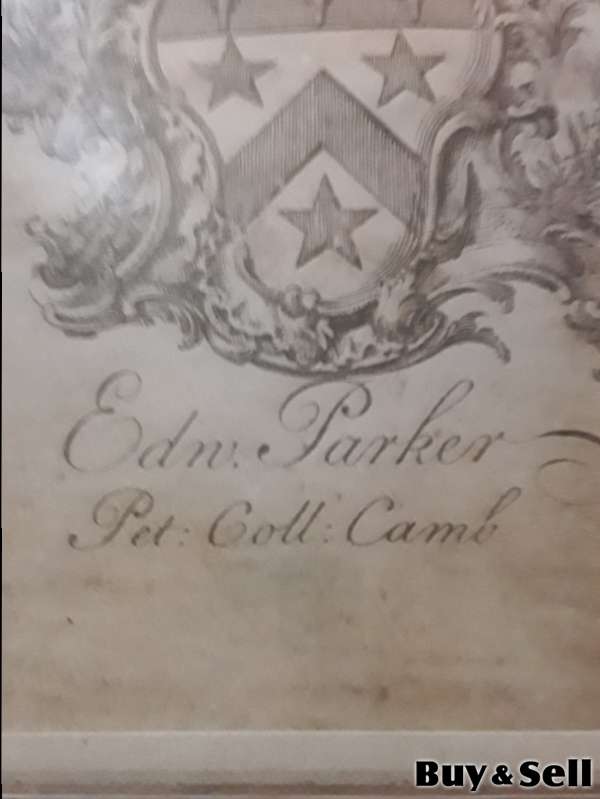 Edw. Parker
Pet: Coll: Camb
Buy & Sell